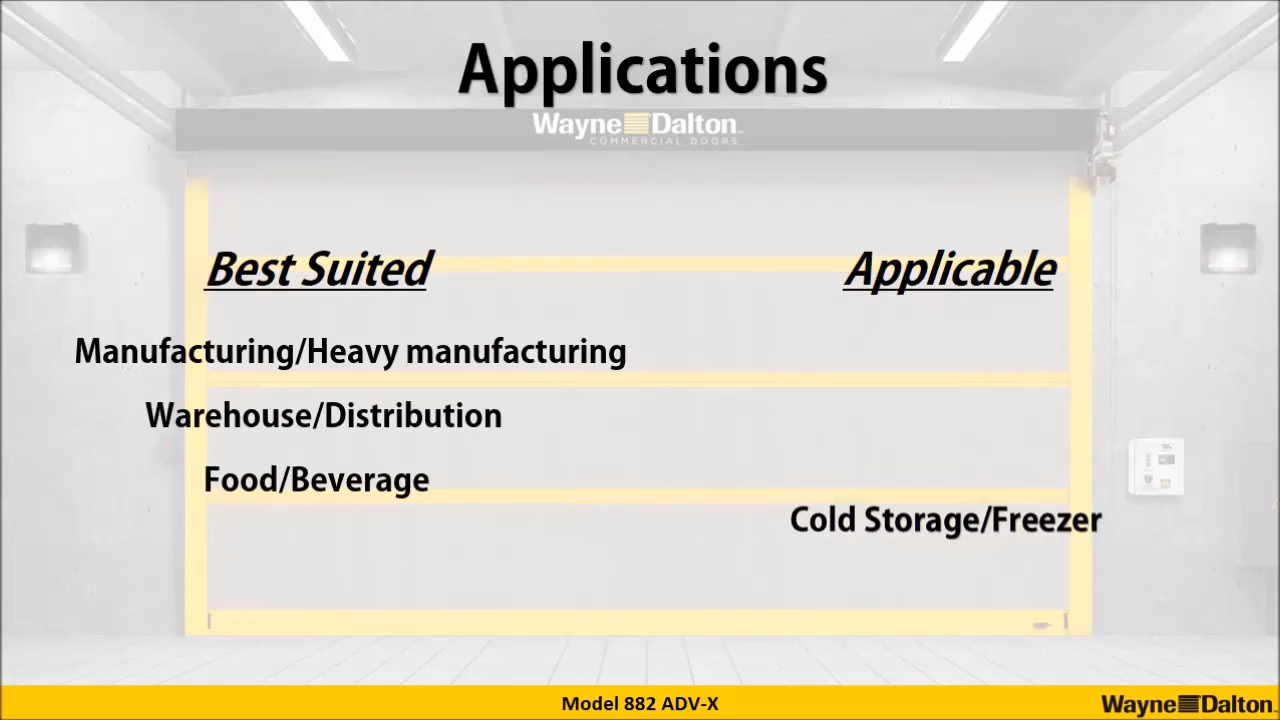 Applications
Wayne Dalton
COMMERCIAL DOORS
Best Suited
Applicable
Manufacturing/Heavy manufacturing
Warehouse/Distribution
Food/Beverage
Cold Storage/Freezer
Model 882 ADV-X
Wayne Dalton